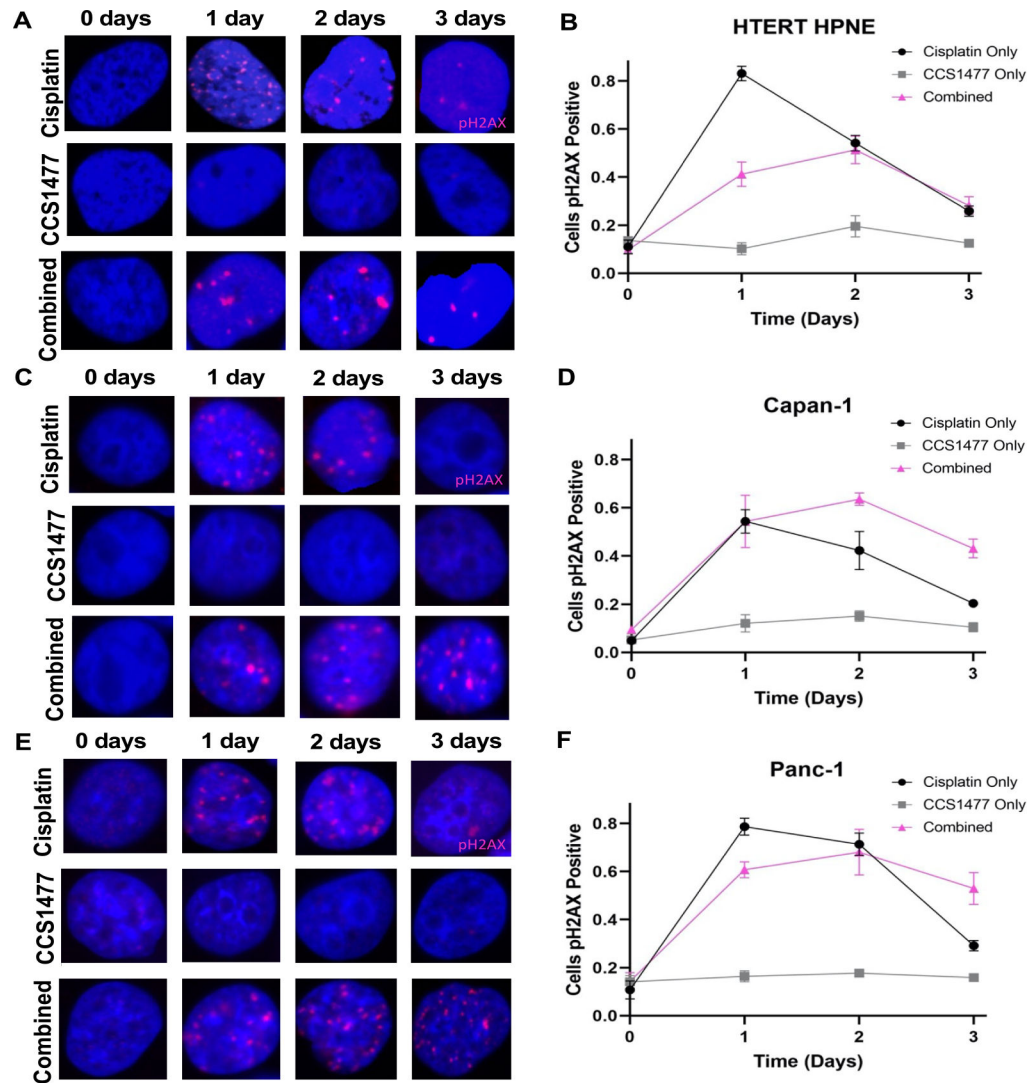 A
0 days 1 day 2 days 3 days
Cisplatin
pH2AX
CCS1477
Combined
B
HTERT HPNE
Cisplatin Only
CCS1477 Only
Combined
Cells pH2AX Positive
0.8
0.6
0.4
0.2
0.0
0 1 2 3
Time (Days)
C
0 days 1 day 2 days 3 days
Cisplatin
pH2AX
CCS1477
Combined
D
Capan-1
Cisplatin Only
CCS1477 Only
Combined
Cells pH2AX Positive
0.8
0.6
0.4
0.2
0.0
0 1 2 3
Time (Days)
E
0 days 1 day 2 days 3 days
Cisplatin
pH2AX
CCS1477
Combined
F
Panc-1
Cisplatin Only
CCS1477 Only
Combined
Cells pH2AX Positive
0.8
0.6
0.4
0.2
0.0
0 1 2 3
Time (Days)